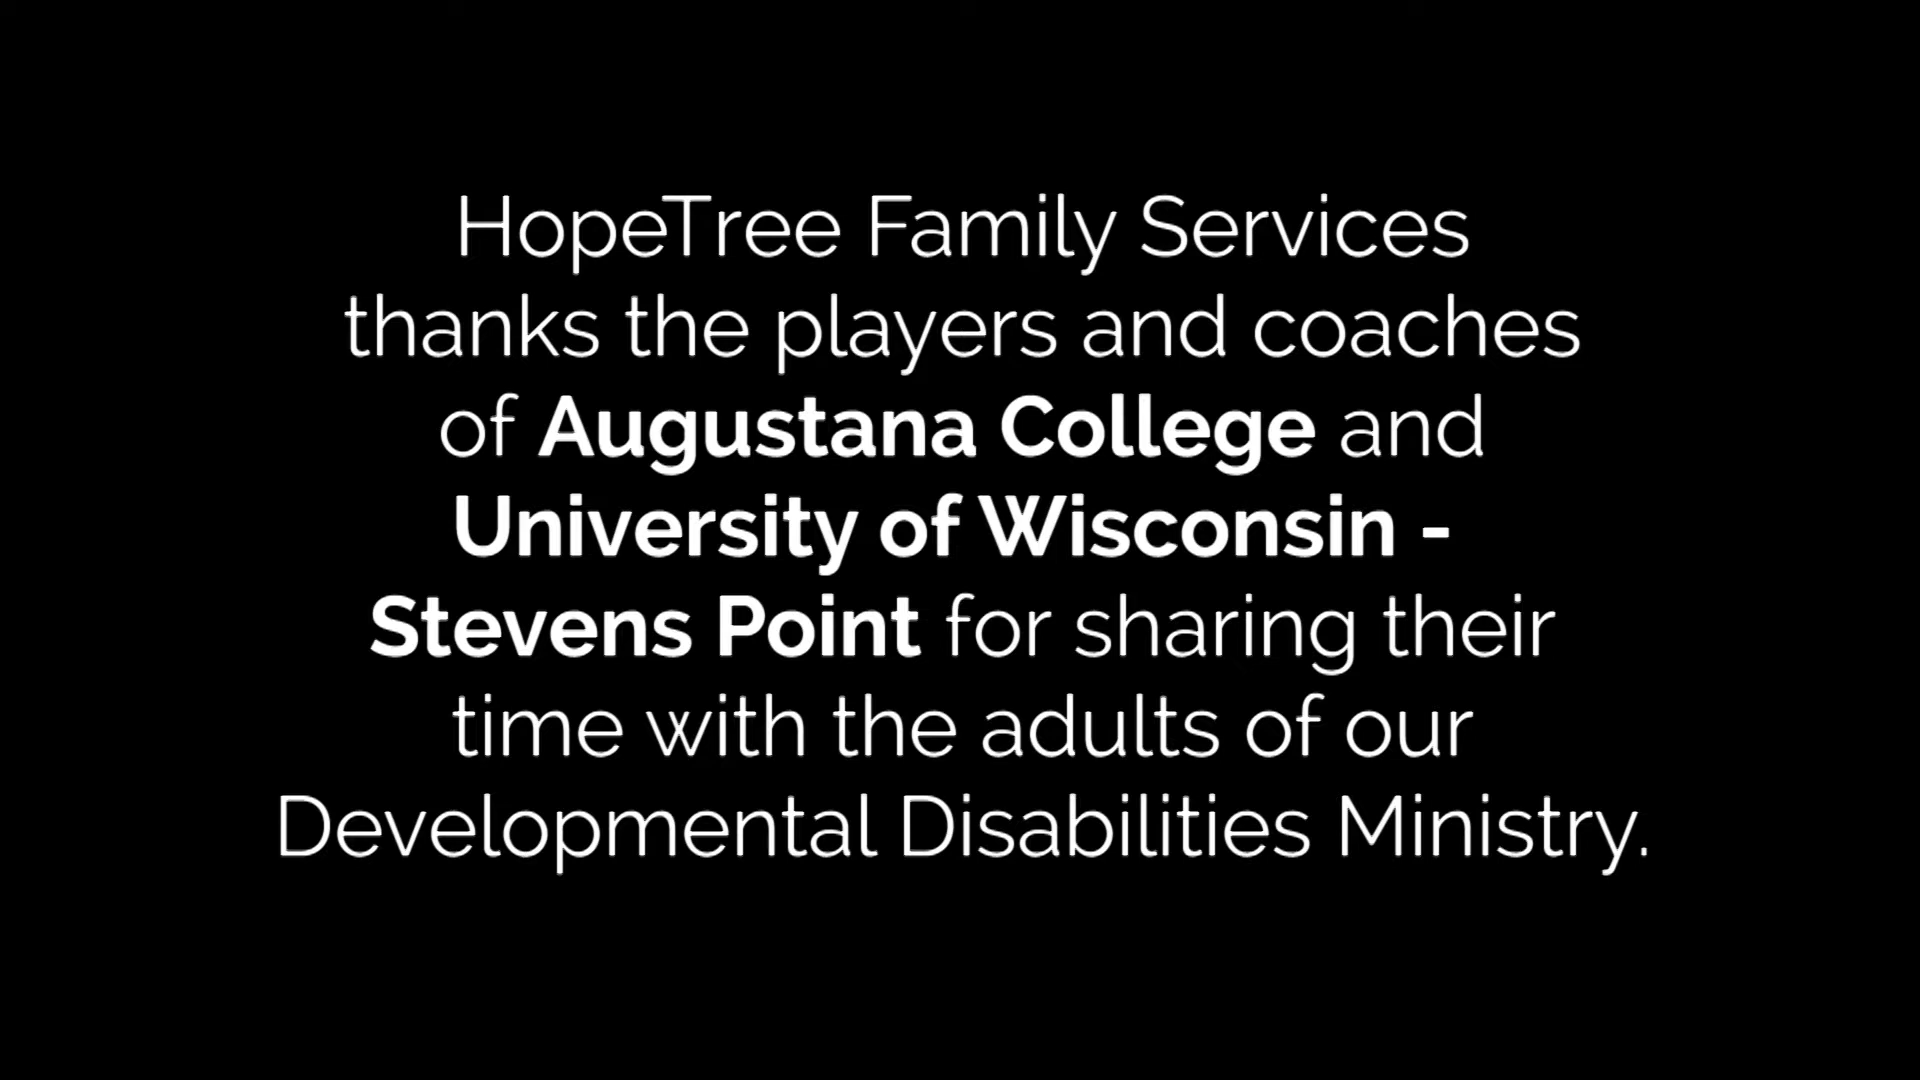 HopeTree Family Services
thanks the players and coaches
of Augustana College and
University of Wisconsin -
Stevens Point for sharing their
time with the adults of our
Developmental Disabilities Ministry.